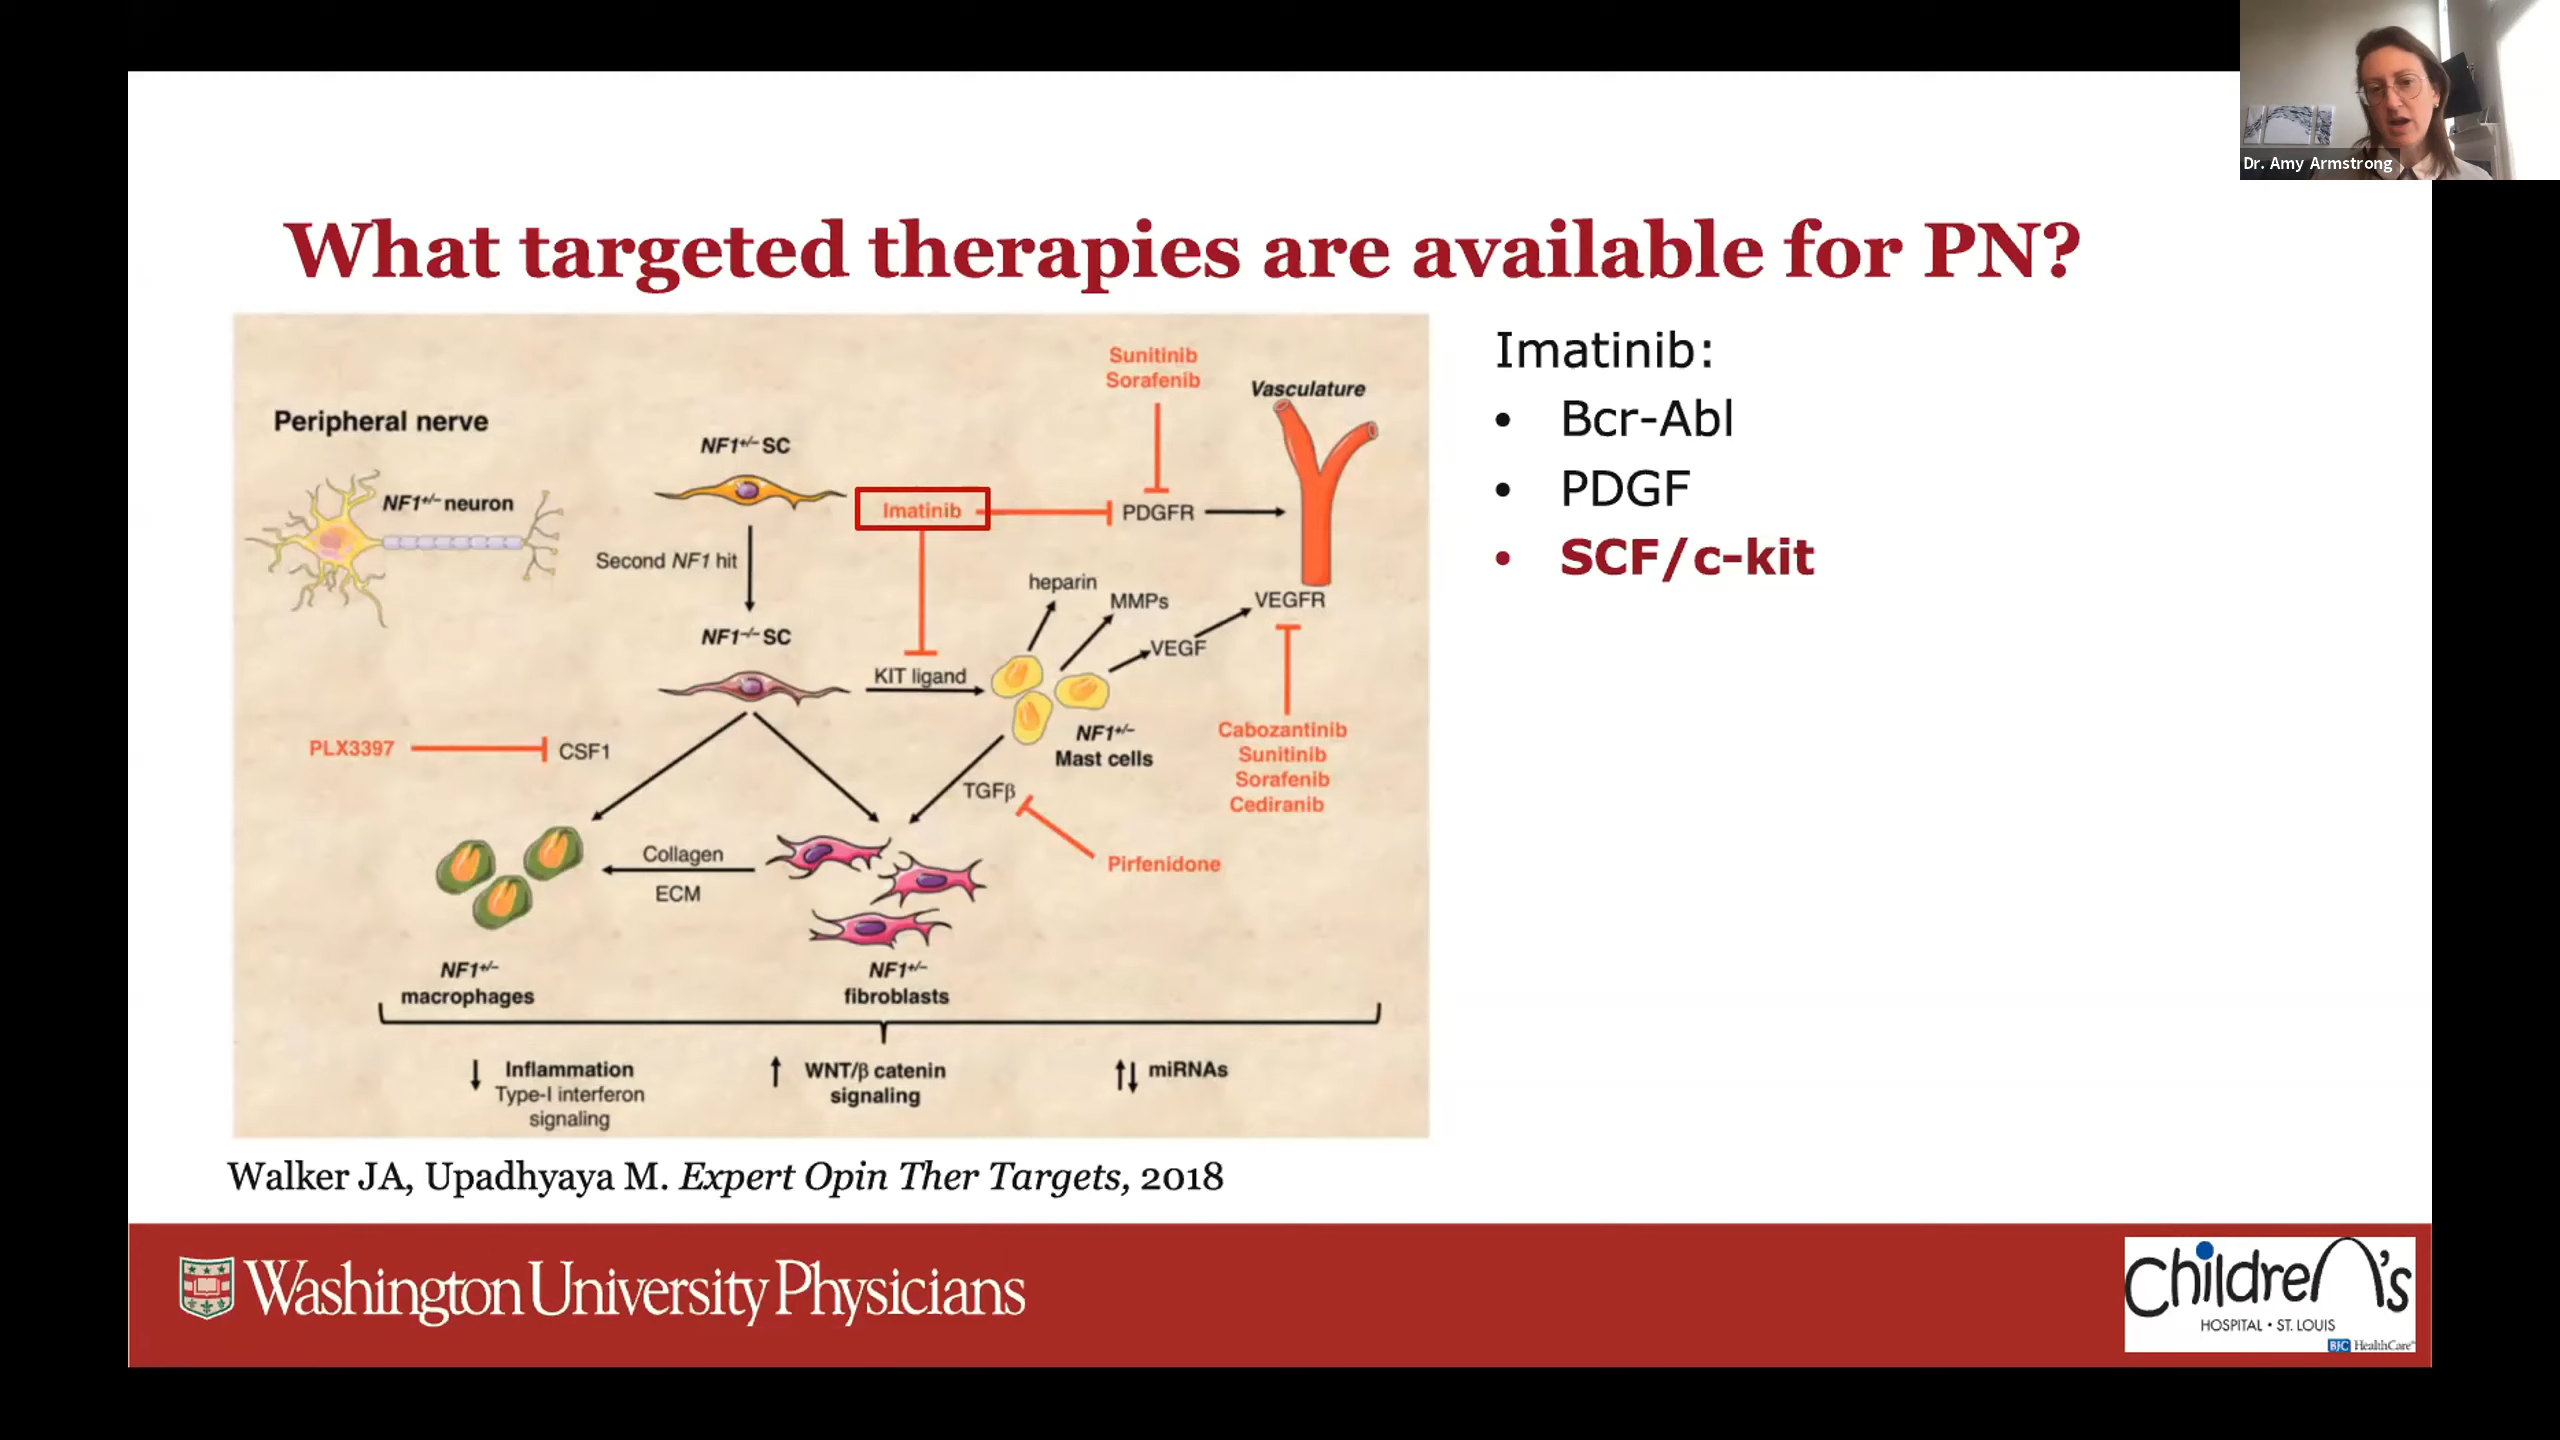 Dr. Amy Armstrong
What targeted therapies are available for PN?
Peripheral nerve
NF1+/– neuron
NF1+/– SC
Second NF1 hit
NF1–/– SC
Imatinib
Sunitinib
Sorafenib
PDGFR
Vasculature
heparin
MMPs
VEGF
VEGFR
KIT ligand
NF1+/–
Mast cells
Cabozantinib
Sunitinib
Sorafenib
Cediranib
PLX3397
CSF1
TGFβ
Pirfenidone
Collagen
ECM
NF1+/–
macrophages
NF1+/–
fibroblasts
↓ Inflammation
Type-I interferon
signaling
↑ WNT/β catenin
signaling
↑↓ miRNAs
Imatinib:
• Bcr-Abl
• PDGF
• SCF/c-kit
Walker JA, Upadhyaya M. Expert Opin Ther Targets, 2018
Washington University Physicians
Children's
HOSPITAL • ST. LOUIS
BJC HealthCare